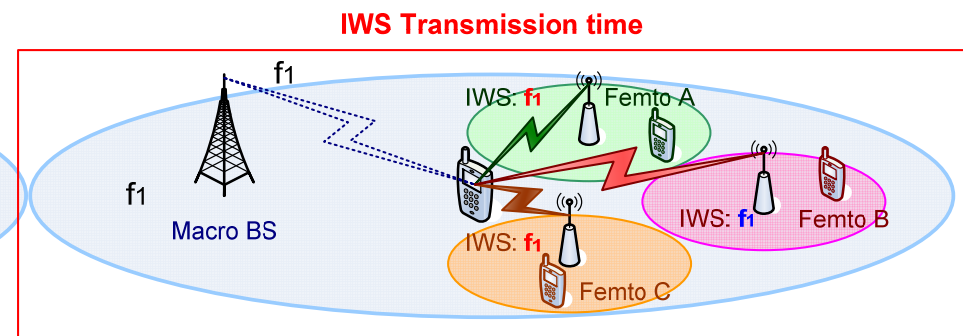 IWS Transmission time
f1
IWS: f1 Femto A
f1
IWS: f1 Femto B
Macro BS
IWS: f1
Femto C